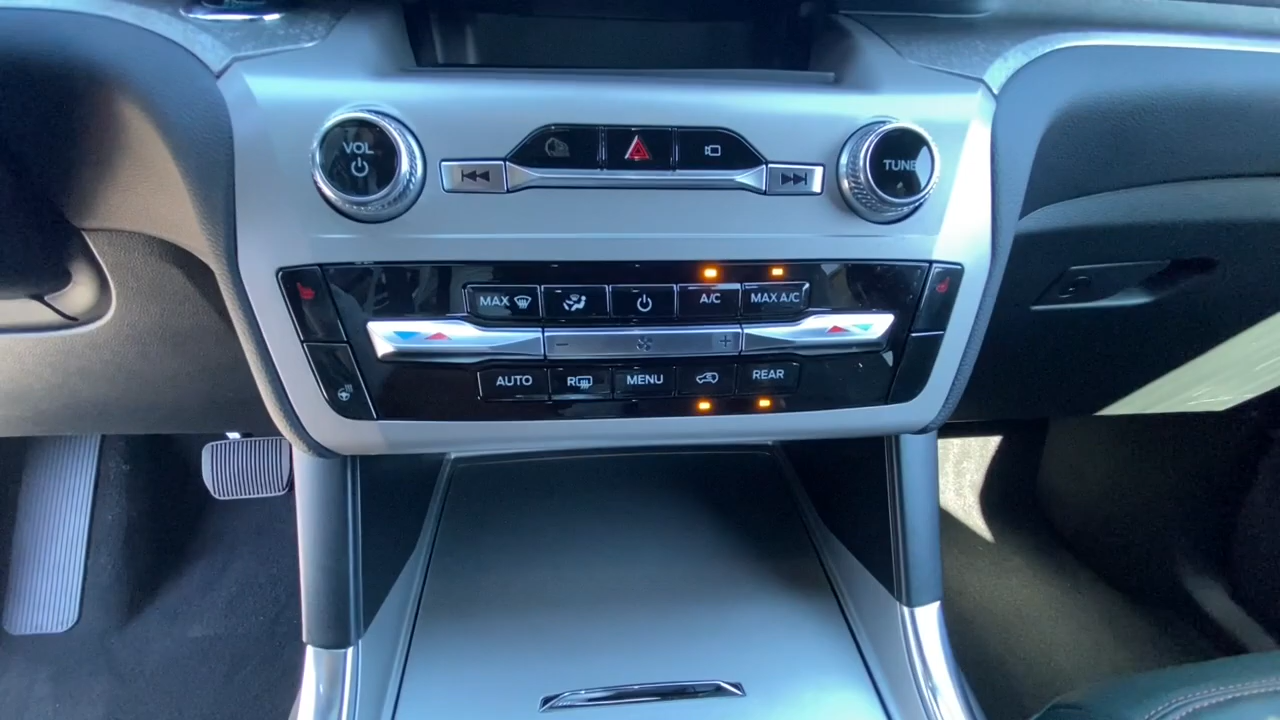 VOL
TUNE
MAX
A/C
MAX A/C
AUTO
R
MENU
REAR